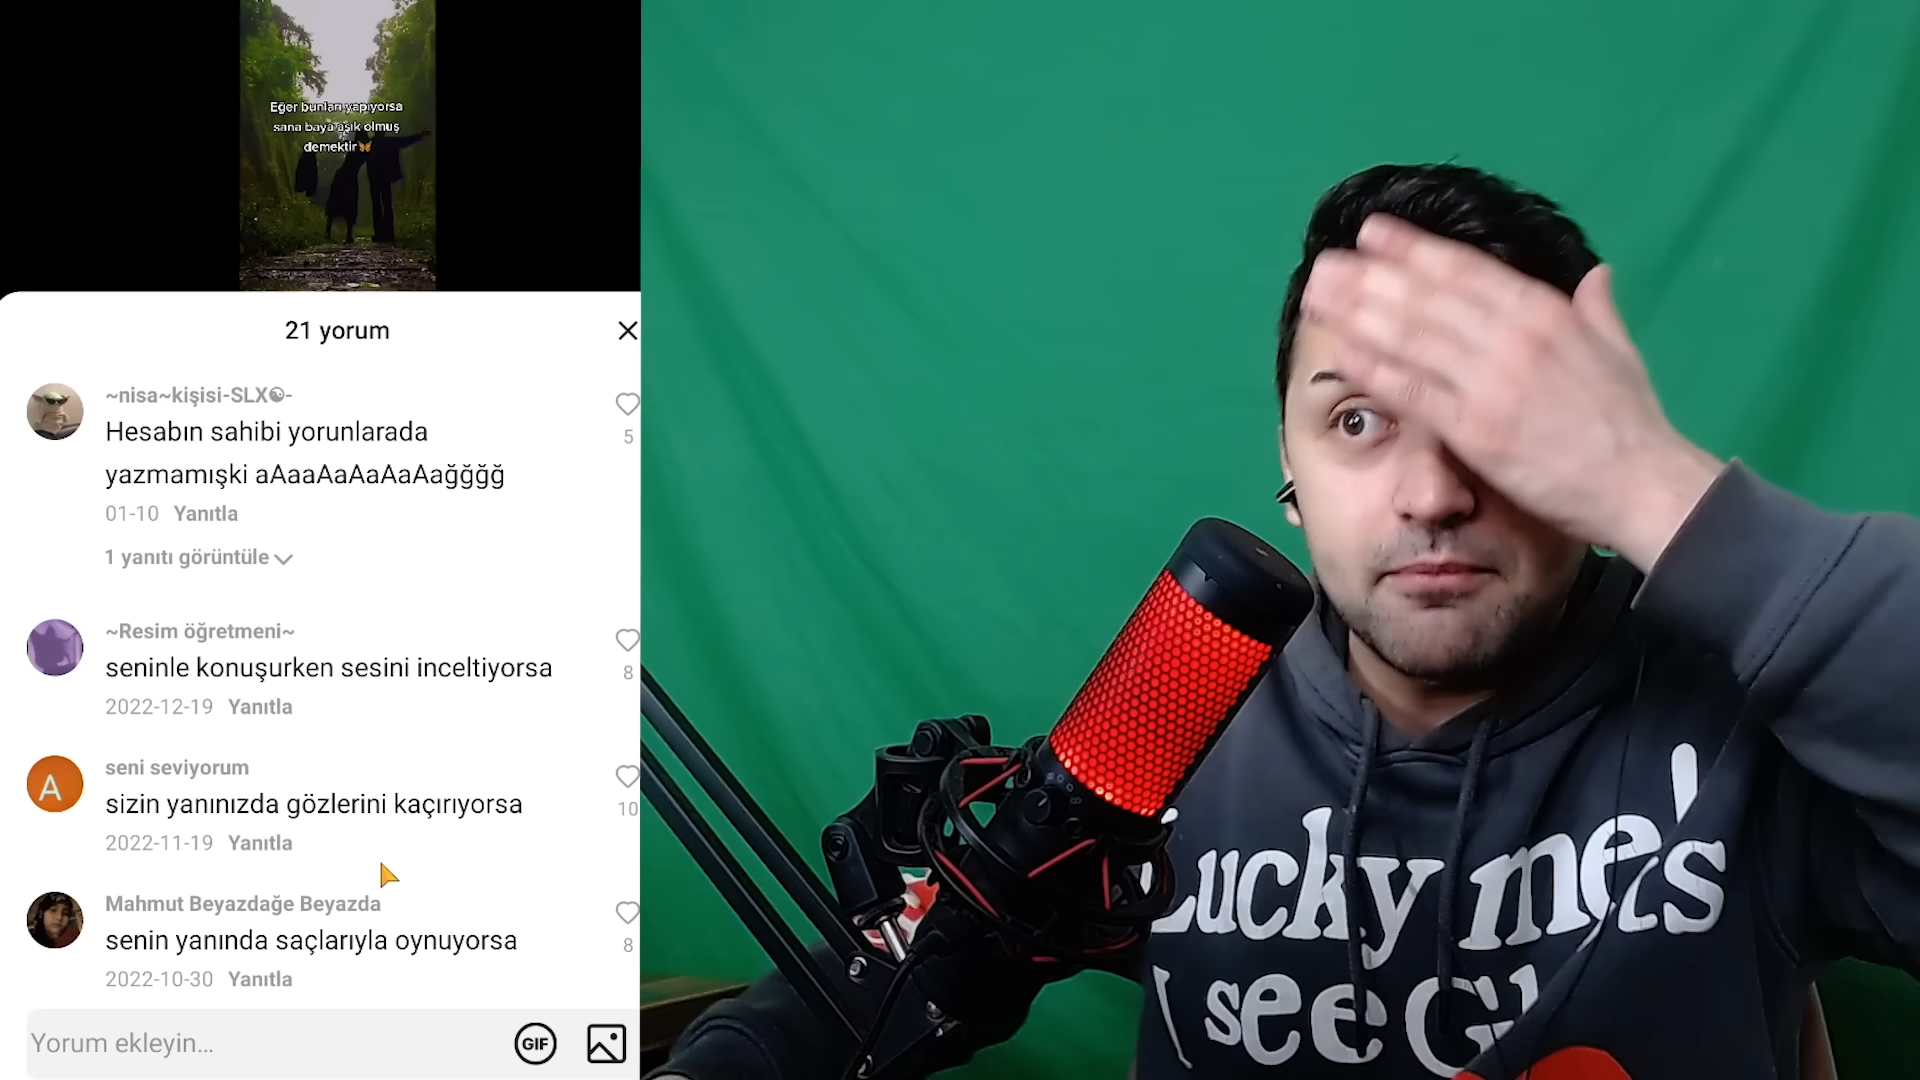 Eğer bunları yapıyorsa
sana baya aşık olmuş
demektir🦋
21 yorum
~nisa~kişisi-SLX☯-
Hesabın sahibi yorunlarada
yazmamışki aAaaAaAaAaAağğğğ
5
01-10 Yanıtla
1 yanıtı görüntüle
~Resim öğretmeni~
seninle konuşurken sesini inceltiyorsa
8
2022-12-19 Yanıtla
A
seni seviyorum
sizin yanınızda gözlerini kaçırıyorsa
10
2022-11-19 Yanıtla
Mahmut Beyazdağe Beyazda
senin yanında saçlarıyla oynuyorsa
8
2022-10-30 Yanıtla
Yorum ekleyin...
GIF
Lucky me's
I see Gh